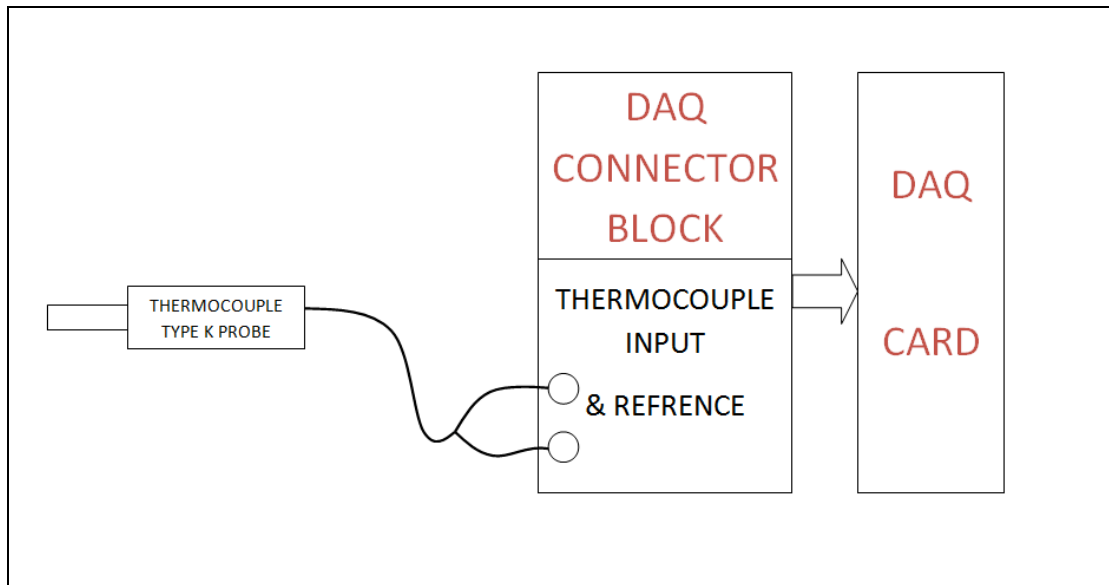 DAQ
CONNECTOR
BLOCK
THERMOCOUPLE
INPUT
& REFRENCE
THERMOCOUPLE
TYPE K PROBE
DAQ
CARD